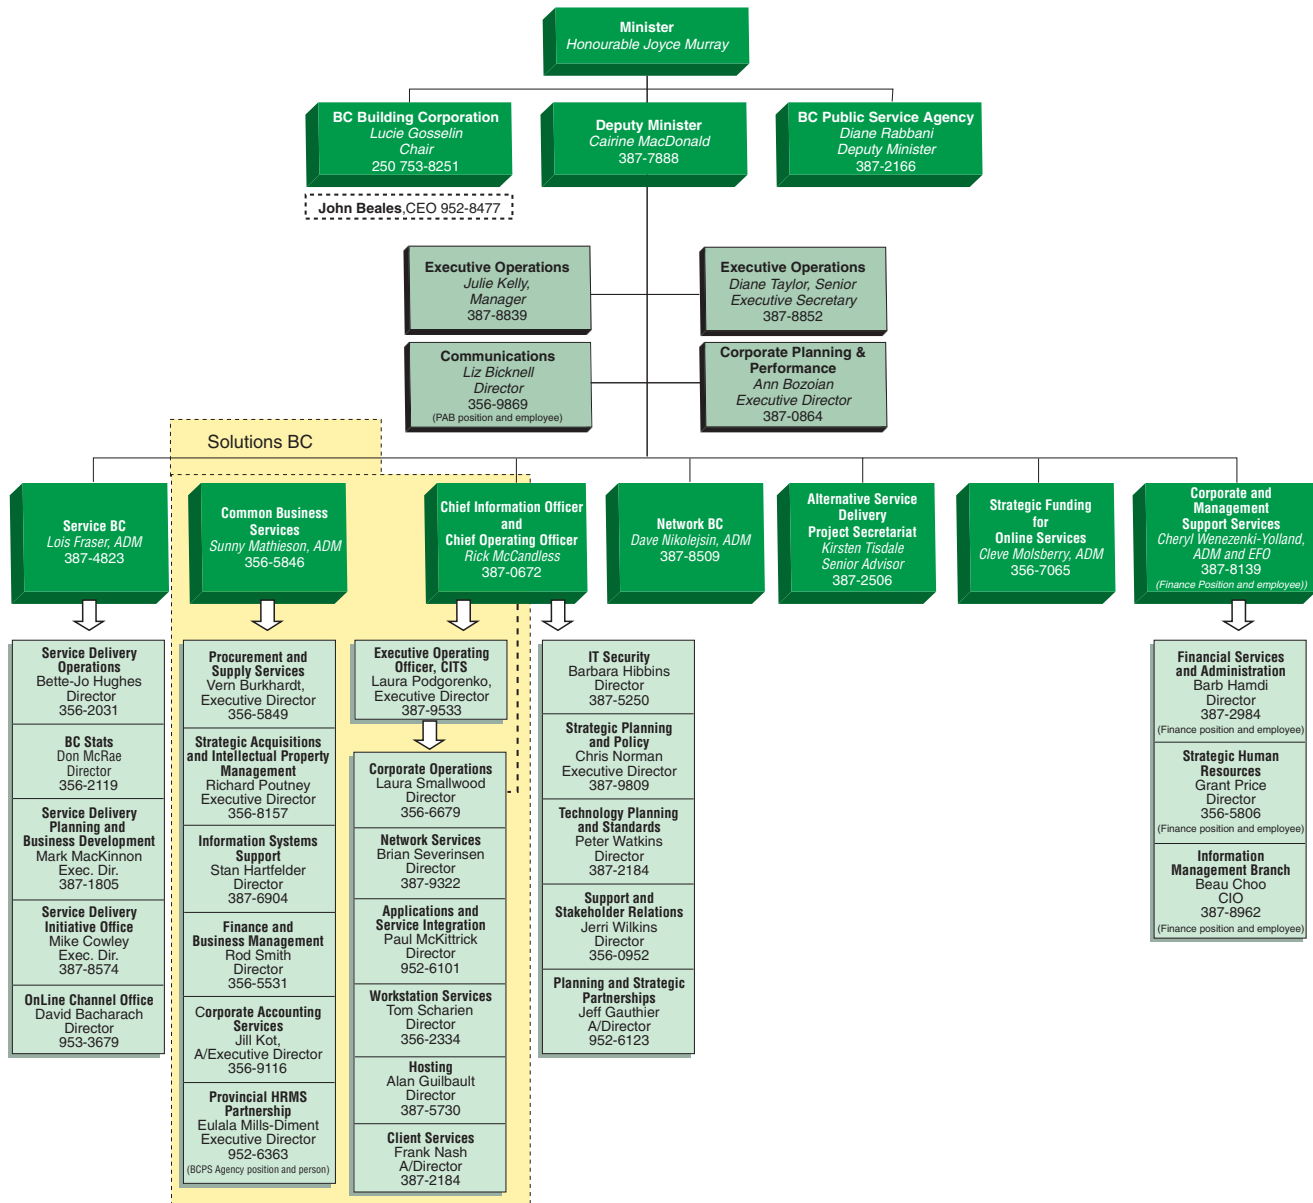 Minister
Honourable Joyce Murray
BC Building Corporation
Lucie Gosselin
Chair
250 753-8251
Deputy Minister
Cairine MacDonald
387-7888
BC Public Service Agency
Diane Rabbani
Deputy Minister
387-2166
John Beales,CEO 952-8477
Executive Operations
Julie Kelly,
Manager
387-8839
Executive Operations
Diane Taylor, Senior
Executive Secretary
387-8852
Communications
Liz Bicknell
Director
356-9869
(PAB position and employee)
Corporate Planning &
Performance
Ann Bozoian
Executive Director
387-0864
Solutions BC
Service BC
Lois Fraser, ADM
387-4823
Common Business
Services
Sunny Mathieson, ADM
356-5846
Chief Information Officer
and
Chief Operating Officer
Rick McCandless
387-0672
Network BC
Dave Nikolejsin, ADM
387-8509
Alternative Service
Delivery
Project Secretariat
Kirsten Tisdale
Senior Advisor
387-2506
Strategic Funding
for
Online Services
Cleve Molsberry, ADM
356-7065
Corporate and
Management
Support Services
Cheryl Wenezenki-Yolland,
ADM and EFO
387-8139
(Finance Position and employee))
Service Delivery
Operations
Bette-Jo Hughes
Director
356-2031
BC Stats
Don McRae
Director
356-2119
Service Delivery
Planning and
Business Development
Mark MacKinnon
Exec. Dir.
387-1805
Service Delivery
Initiative Office
Mike Cowley
Exec. Dir.
387-8574
OnLine Channel Office
David Bacharach
Director
953-3679
Procurement and
Supply Services
Vern Burkhardt,
Executive Director
356-5849
Strategic Acquisitions
and Intellectual Property
Management
Richard Poutney
Executive Director
356-8157
Information Systems
Support
Stan Hartfelder
Director
387-6904
Finance and
Business Management
Rod Smith
Director
356-5531
Corporate Accounting
Services
Jill Kot,
A/Executive Director
356-9116
Provincial HRMS
Partnership
Eulala Mills-Diment
Executive Director
952-6363
(BCPS Agency position and person)
Executive Operating
Officer, CITS
Laura Podgorenko,
Executive Director
387-9533
Corporate Operations
Laura Smallwood
Director
356-6679
Network Services
Brian Severinsen
Director
387-9322
Applications and
Service Integration
Paul McKittrick
Director
952-6101
Workstation Services
Tom Scharien
Director
356-2334
Hosting
Alan Guilbault
Director
387-5730
Client Services
Frank Nash
A/Director
387-2184
IT Security
Barbara Hibbins
Director
387-5250
Strategic Planning
and Policy
Chris Norman
Executive Director
387-9809
Technology Planning
and Standards
Peter Watkins
Director
387-2184
Support and
Stakeholder Relations
Jerri Wilkins
Director
356-0952
Planning and Strategic
Partnerships
Jeff Gauthier
A/Director
952-6123
Financial Services
and Administration
Barb Hamdi
Director
387-2984
(Finance position and employee)
Strategic Human
Resources
Grant Price
Director
356-5806
(Finance position and employee)
Information
Management Branch
Beau Choo
CIO
387-8962
(Finance position and employee)